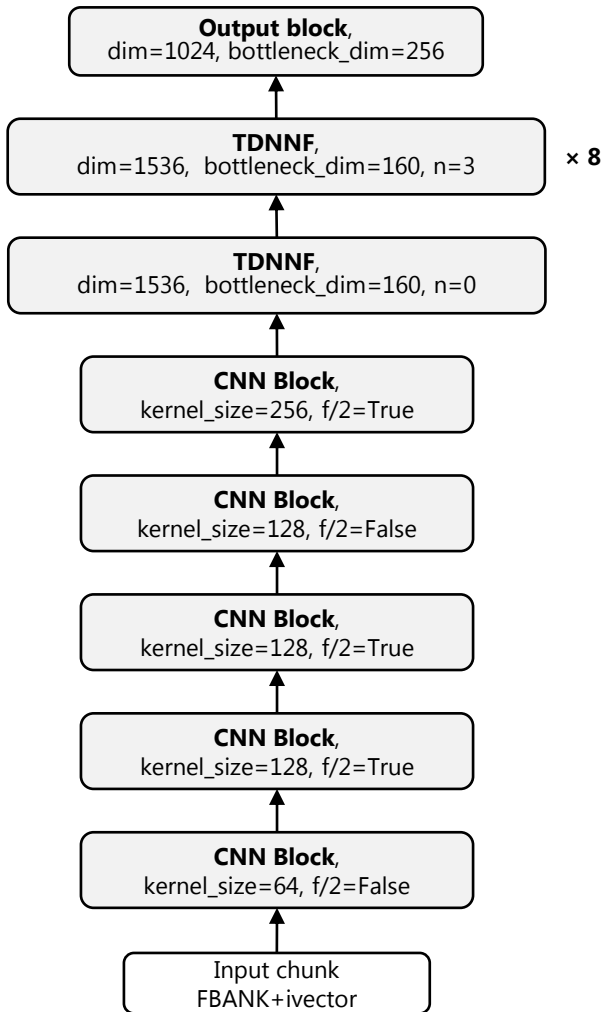 Output block,
dim=1024, bottleneck_dim=256
TDNNF,
dim=1536, bottleneck_dim=160, n=3
× 8
TDNNF,
dim=1536, bottleneck_dim=160, n=0
CNN Block,
kernel_size=256, f/2=True
CNN Block,
kernel_size=128, f/2=False
CNN Block,
kernel_size=128, f/2=True
CNN Block,
kernel_size=128, f/2=True
CNN Block,
kernel_size=64, f/2=False
Input chunk
FBANK+ivector